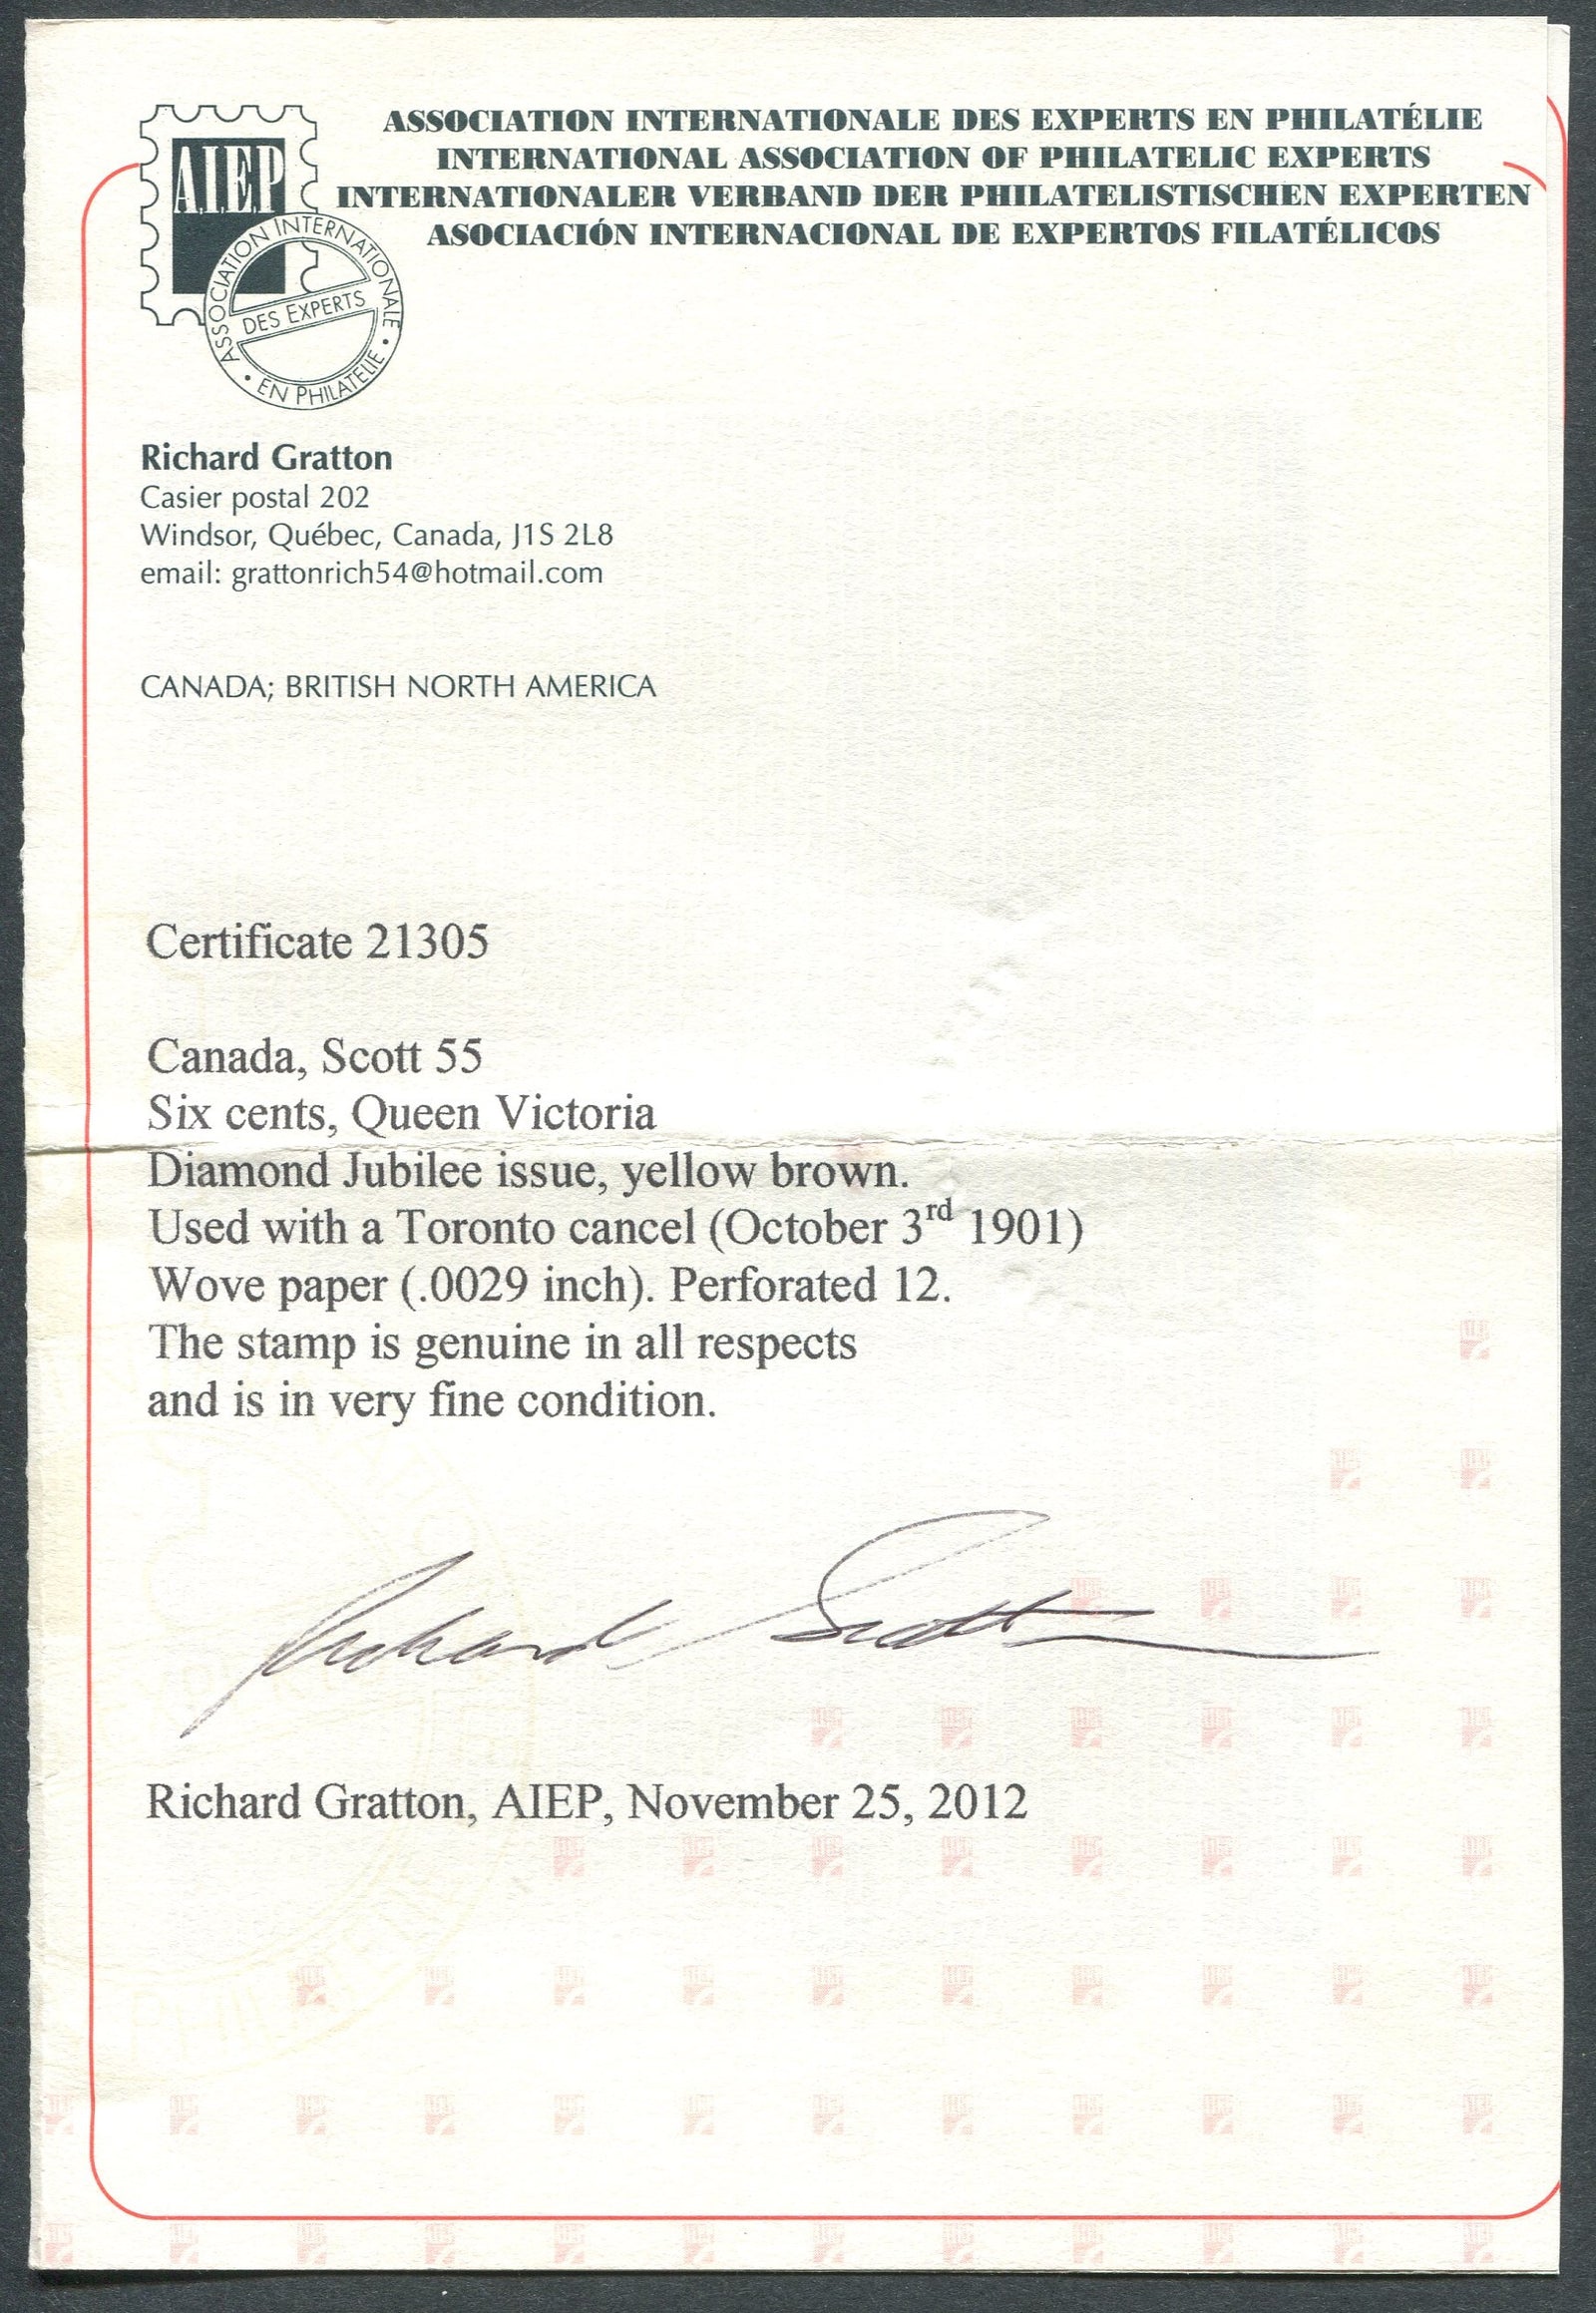 ASSOCIATION INTERNATIONALE DES EXPERTS EN PHILATÉLIE
INTERNATIONAL ASSOCIATION OF PHILATELIC EXPERTS
INTERNATIONALER VERBAND DER PHILATELISTISCHEN EXPERTEN
ASOCIACIÓN INTERNACIONAL DE EXPERTOS FILATÉLICOS
AIEP
ASSOCIATION INTERNATIONALE
DES EXPERTS
• EN PHILATELIE •
Richard Gratton
Casier postal 202
Windsor, Québec, Canada, J1S 2L8
email: grattonrich54@hotmail.com
CANADA; BRITISH NORTH AMERICA
Certificate 21305
Canada, Scott 55
Six cents, Queen Victoria
Diamond Jubilee issue, yellow brown.
Used with a Toronto cancel (October 3rd 1901)
Wove paper (.0029 inch). Perforated 12.
The stamp is genuine in all respects
and is in very fine condition.
Richard Gratton
Richard Gratton, AIEP, November 25, 2012